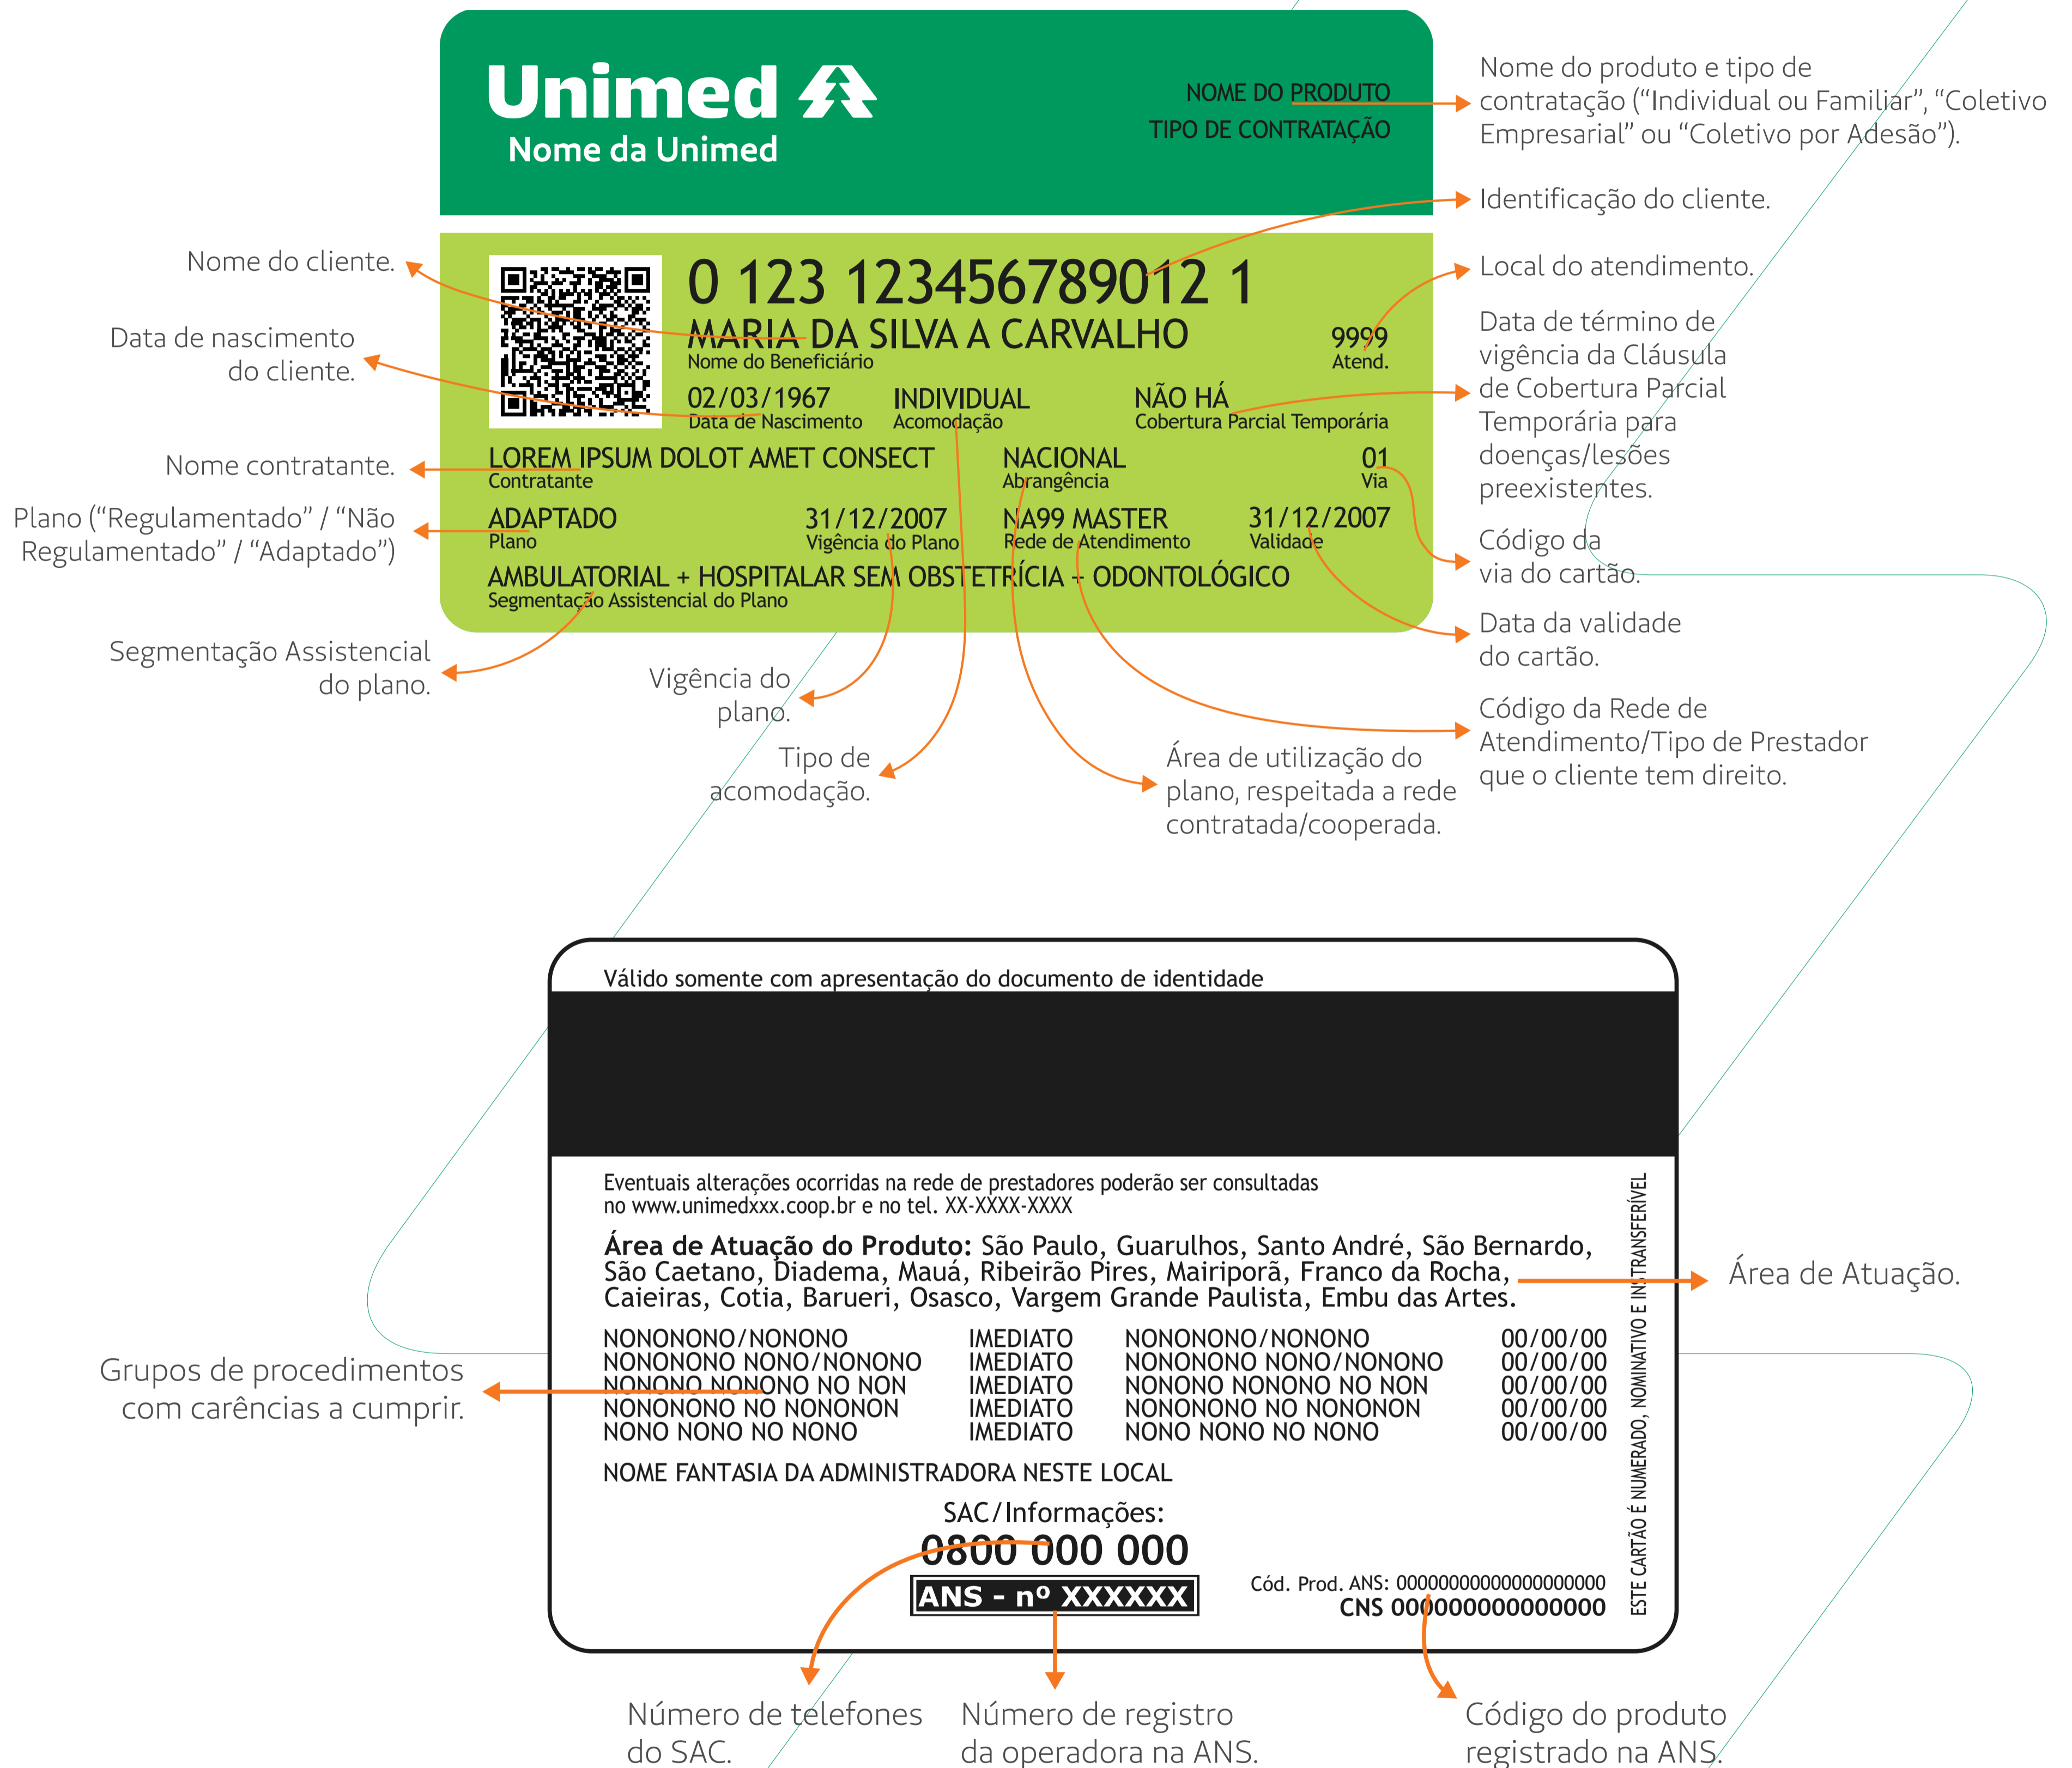 Unimed
Nome da Unimed
NOME DO PRODUTO
TIPO DE CONTRATAÇÃO
Nome do produto e tipo de
contratação (“Individual ou Familiar”, “Coletivo
Empresarial” ou “Coletivo por Adesão”).
Identificação do cliente.
Local do atendimento.
Data de término de
vigência da Cláusula
de Cobertura Parcial
Temporária para
doenças/lesões
preexistentes.
Código da
via do cartão.
Data da validade
do cartão.
Código da Rede de
Atendimento/Tipo de Prestador
que o cliente tem direito.
Nome do cliente.
Data de nascimento
do cliente.
Nome contratante.
Plano (“Regulamentado” / “Não
Regulamentado” / “Adaptado”)
Segmentação Assistencial
do plano.
0 123 123456789012 1
MARIA DA SILVA A CARVALHO
Nome do Beneficiário
9999
Atend.
02/03/1967
Data de Nascimento
INDIVIDUAL
Acomodação
NÃO HÁ
Cobertura Parcial Temporária
LOREM IPSUM DOLOT AMET CONSECT
Contratante
NACIONAL
Abrangência
01
Via
ADAPTADO
Plano
31/12/2007
Vigência do Plano
NA99 MASTER
Rede de Atendimento
31/12/2007
Validade
AMBULATORIAL + HOSPITALAR SEM OBSTETRÍCIA + ODONTOLÓGICO
Segmentação Assistencial do Plano
Vigência do
plano.
Tipo de
acomodação.
Área de utilização do
plano, respeitada a rede
contratada/cooperada.
Válido somente com apresentação do documento de identidade
Eventuais alterações ocorridas na rede de prestadores poderão ser consultadas
no www.unimedxxx.coop.br e no tel. XX-XXXX-XXXX
Área de Atuação do Produto: São Paulo, Guarulhos, Santo André, São Bernardo,
São Caetano, Diadema, Mauá, Ribeirão Pires, Mairiporã, Franco da Rocha,
Caieiras, Cotia, Barueri, Osasco, Vargem Grande Paulista, Embu das Artes.
NONONONO/NONONO IMEDIATO NONONONO/NONONO 00/00/00
NONONONO NONO/NONONO IMEDIATO NONONONO NONO/NONONO 00/00/00
NONONO NONONO NO NON IMEDIATO NONONO NONONO NO NON 00/00/00
NONONONO NO NONONON IMEDIATO NONONONO NO NONONON 00/00/00
NONO NONO NO NONO IMEDIATO NONO NONO NO NONO 00/00/00
NOME FANTASIA DA ADMINISTRADORA NESTE LOCAL
SAC/Informações:
0800 000 000
ANS - nº XXXXXX
Cód. Prod. ANS: 00000000000000000000
CNS 000000000000000
ESTE CARTÃO É NUMERADO, NOMINATIVO E INSTRANSFERÍVEL
Área de Atuação.
Grupos de procedimentos
com carências a cumprir.
Número de telefones
do SAC.
Número de registro
da operadora na ANS.
Código do produto
registrado na ANS.